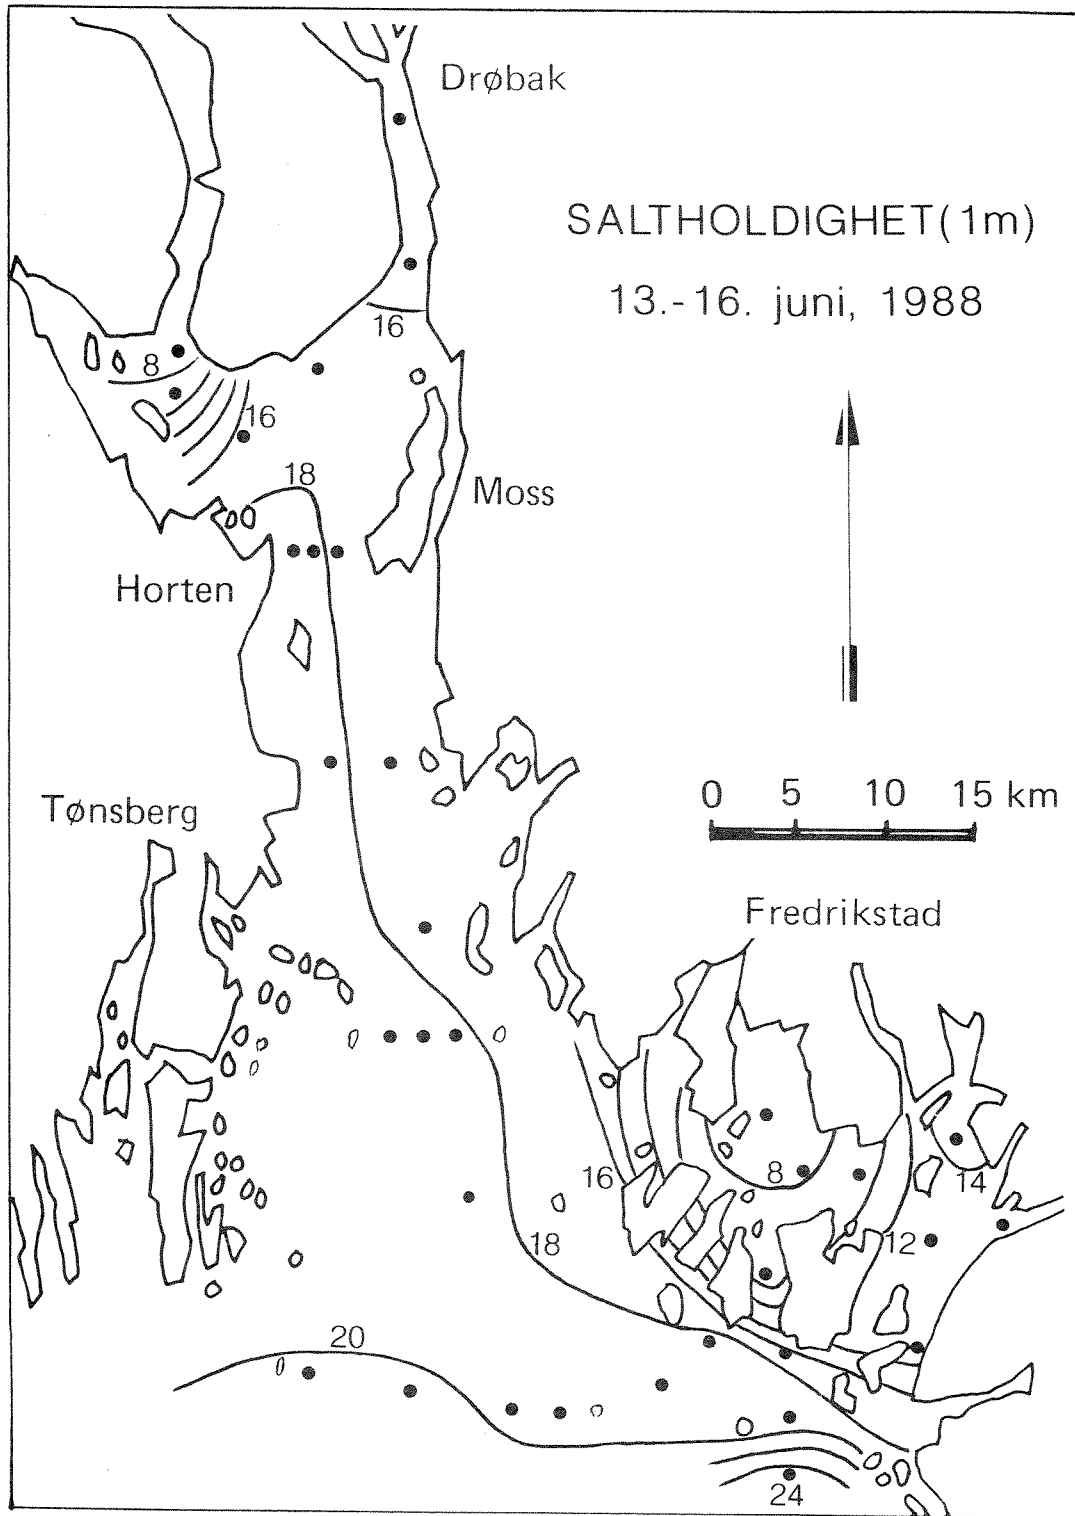 Drøbak
SALTHOLDIGHET(1m)
13.-16. juni, 1988
16
8
16
18
Moss
Horten
0 5 10 15 km
Tønsberg
Fredrikstad
8
16
14
18
12
20
24